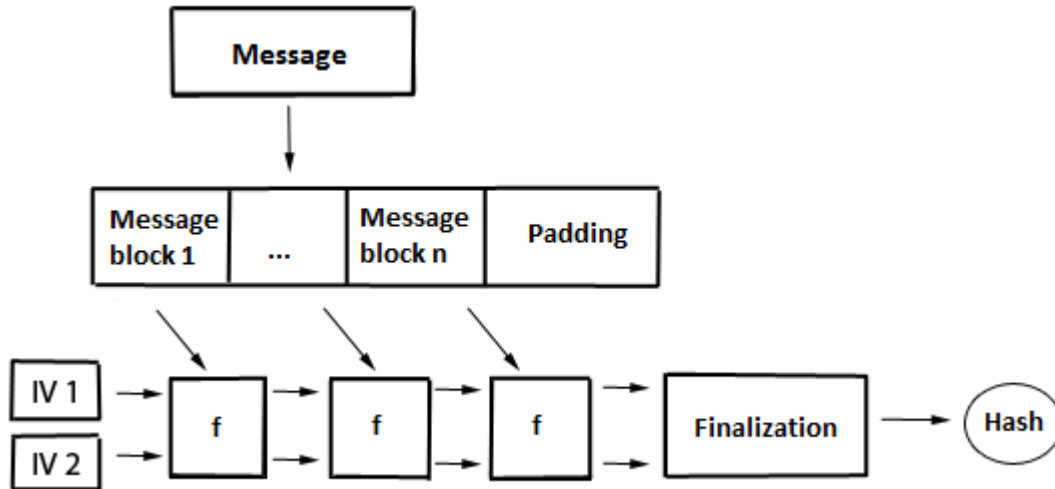 Message
Message
block 1
...
Message
block n
Padding
IV 1
IV 2
f
f
f
Finalization
Hash